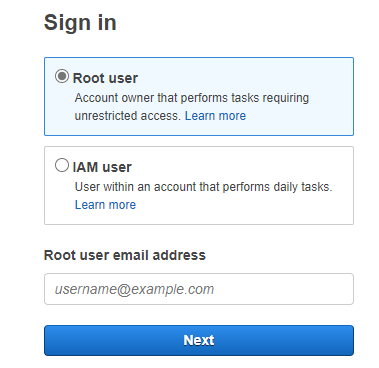 Sign in
Root user
Account owner that performs tasks requiring
unrestricted access. Learn more
IAM user
User within an account that performs daily tasks.
Learn more
Root user email address
username@example.com
Next